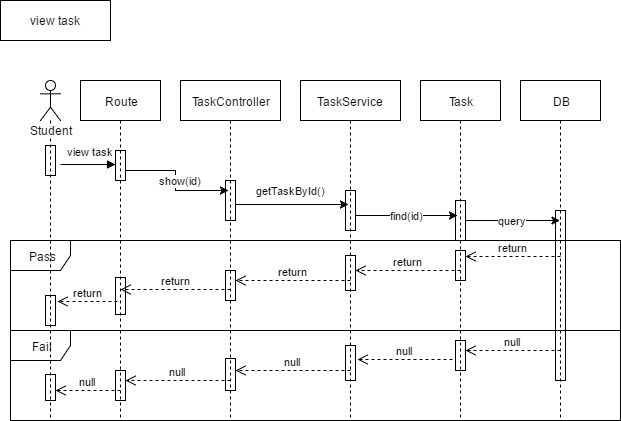 view task
Route
TaskController
TaskService
Task
DB
Student
view task
show(id)
getTaskById()
find(id)
query
Pass
return
return
return
return
return
Fail
null
null
null
null
null